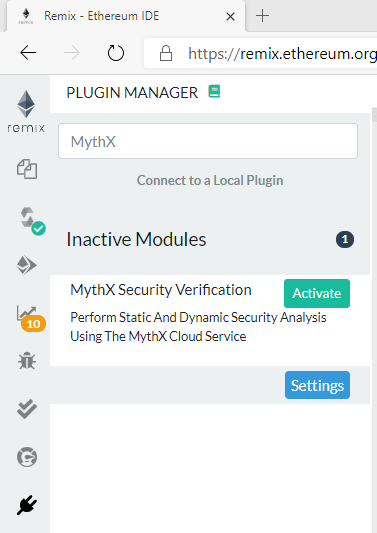 Remix - Ethereum IDE
https://remix.ethereum.org
remix
PLUGIN MANAGER
MythX
Connect to a Local Plugin
Inactive Modules
1
MythX Security Verification
Activate
Perform Static And Dynamic Security Analysis
Using The MythX Cloud Service
10
Settings